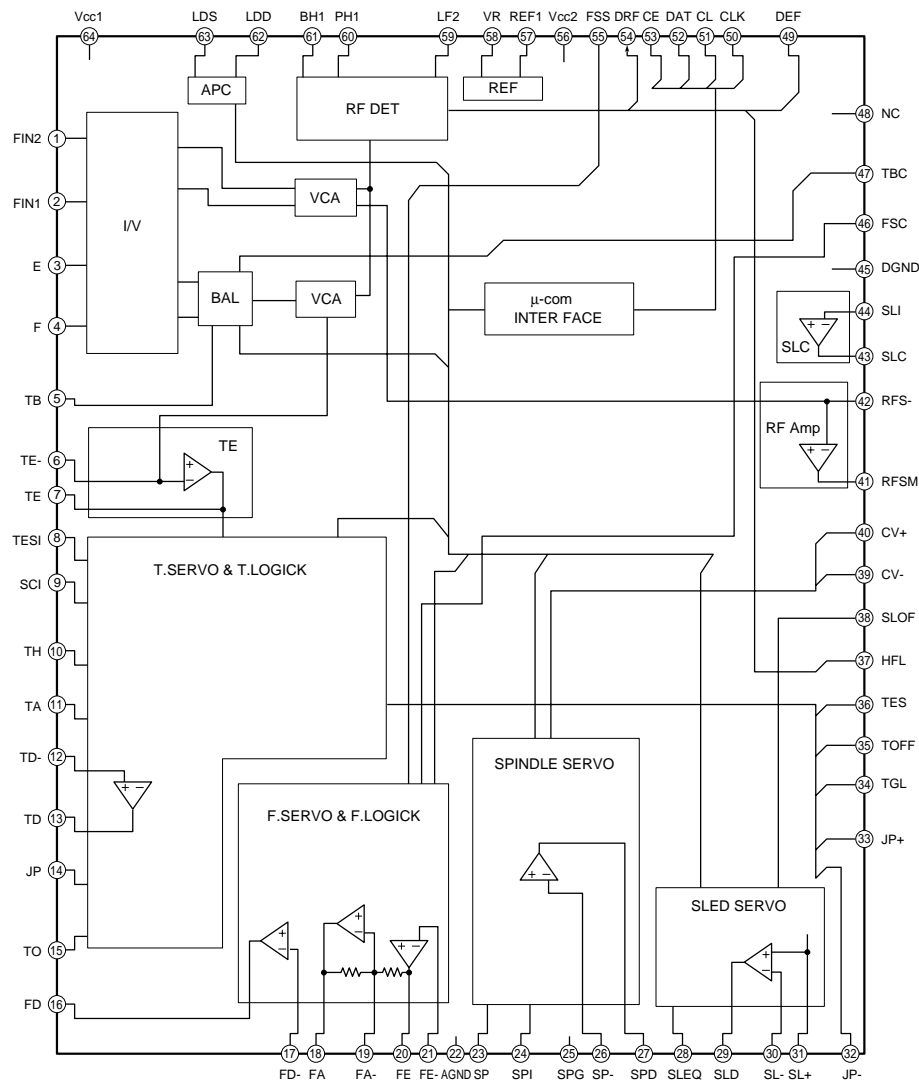 Vcc1 LDS LDD BH1 PH1 LF2 VR REF1 Vcc2 FSS DRF CE DAT CL CLK DEF
64 63 62 61 60 59 58 57 56 55 54 53 52 51 50 49
APC
RF DET
REF
FIN2 1
FIN1 2
E 3
F 4
TB 5
TE- 6
TE 7
TESI 8
SCI 9
TH 10
TA 11
TD- 12
TD 13
JP 14
TO 15
FD 16
I/V
VCA
BAL
VCA
μ-com
INTER FACE
TE
+ -
T.SERVO & T.LOGICK
+ -
F.SERVO & F.LOGICK
+ -
+ -
+ -
SPINDLE SERVO
+ -
SLED SERVO
+ -
+ -
SLC
RF Amp
+ -
48 NC
47 TBC
46 FSC
45 DGND
44 SLI
43 SLC
42 RFS-
41 RFSM
40 CV+
39 CV-
38 SLOF
37 HFL
36 TES
35 TOFF
34 TGL
33 JP+
17 18 19 20 21 22 23 24 25 26 27 28 29 30 31 32
FD- FA FA- FE FE- AGND SP SPI SPG SP- SPD SLEQ SLD SL- SL+ JP-